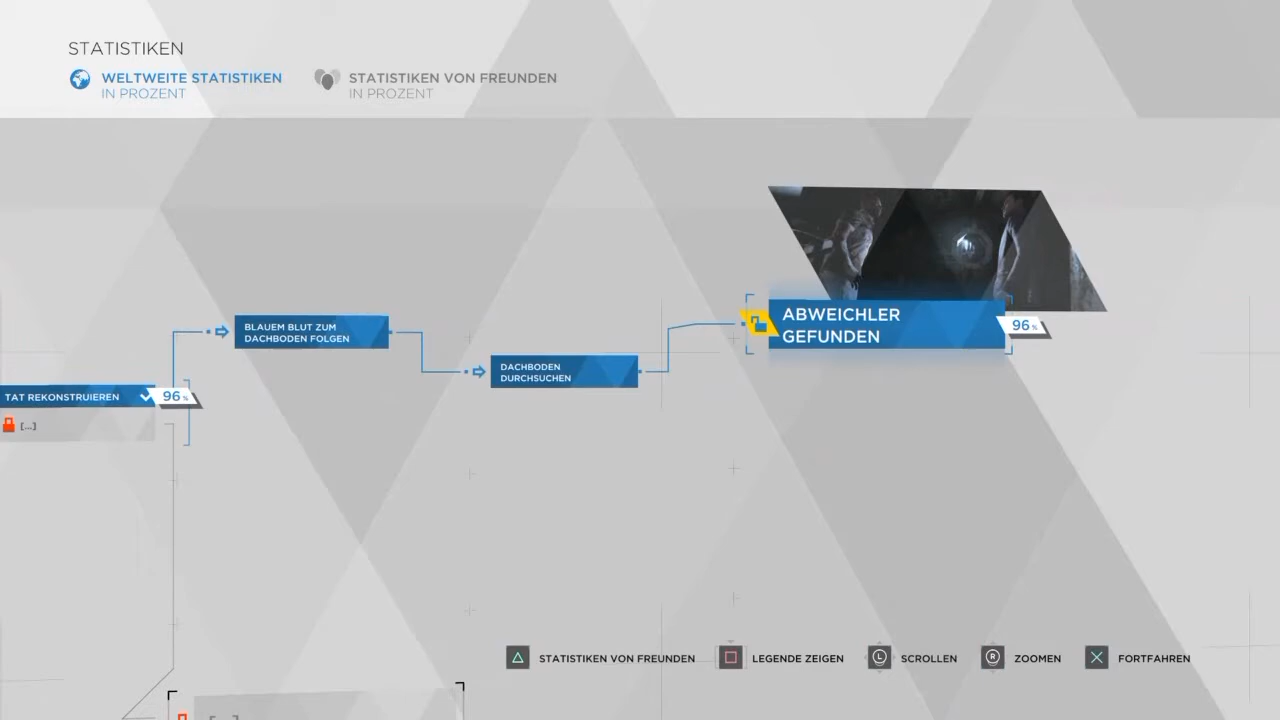 STATISTIKEN
WELTWEITE STATISTIKEN
IN PROZENT
STATISTIKEN VON FREUNDEN
IN PROZENT
ABWEICHLER
GEFUNDEN
96%
BLAUEM BLUT ZUM
DACHBODEN FOLGEN
DACHBODEN
DURCHSUCHEN
TAT REKONSTRUIEREN
96%
[...]
[...]
STATISTIKEN VON FREUNDEN
LEGENDE ZEIGEN
L
SCROLLEN
R
ZOOMEN
FORTFAHREN